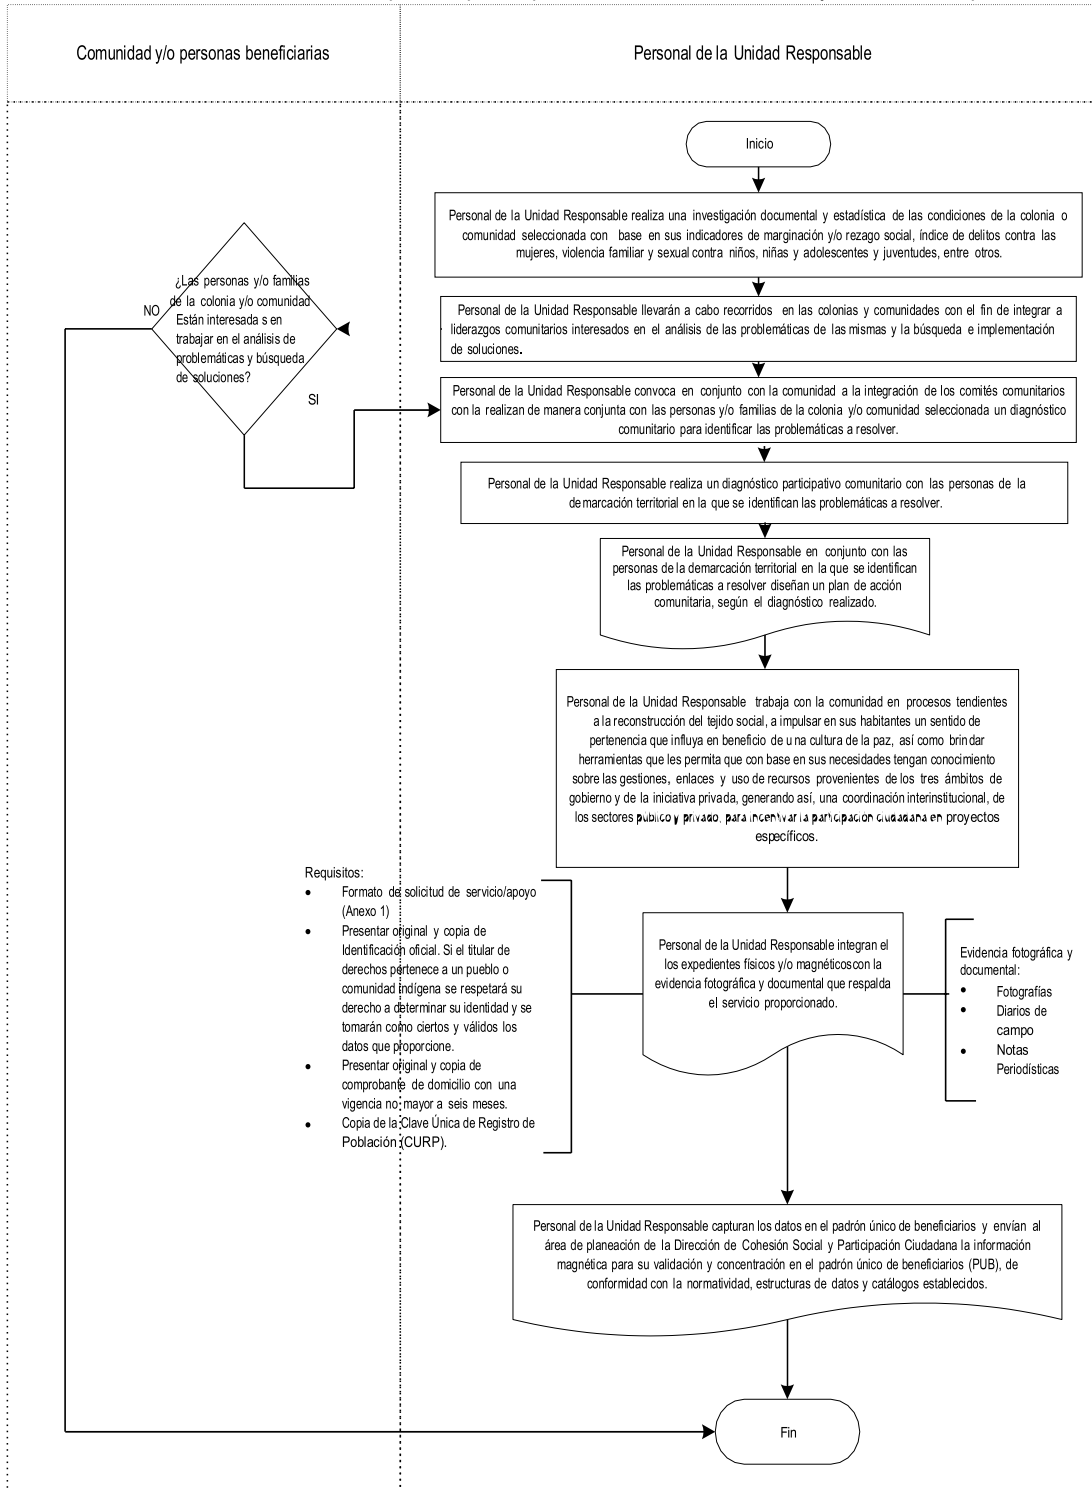 Comunidad y/o personas beneficiarias
Personal de la Unidad Responsable
Inicio
Personal de la Unidad Responsable realiza una investigación documental y estadística de las condiciones de la colonia o
comunidad seleccionada con base en sus indicadores de marginación y/o rezago social, índice de delitos contra las
mujeres, violencia familiar y sexual contra niños, niñas y adolescentes y juventudes, entre otros.
Personal de la Unidad Responsable llevarán a cabo recorridos en las colonias y comunidades con el fin de integrar a
liderazgos comunitarios interesados en el análisis de las problemáticas de las mismas y la búsqueda e implementación
de soluciones.
¿Las personas y/o familias
de la colonia y/o comunidad
Están interesada s en
trabajar en el análisis de
problemáticas y búsqueda
de soluciones?
NO
SI
Personal de la Unidad Responsable convoca en conjunto con la comunidad a la integración de los comités comunitarios
con la realizan de manera conjunta con las personas y/o familias de la colonia y/o comunidad seleccionada un diagnóstico
comunitario para identificar las problemáticas a resolver.
Personal de la Unidad Responsable realiza un diagnóstico participativo comunitario con las personas de la
demarcación territorial en la que se identifican las problemáticas a resolver.
Personal de la Unidad Responsable en conjunto con las
personas de la demarcación territorial en la que se identifican
las problemáticas a resolver diseñan un plan de acción
comunitaria, según el diagnóstico realizado.
Personal de la Unidad Responsable trabaja con la comunidad en procesos tendientes
a la reconstrucción del tejido social, a impulsar en sus habitantes un sentido de
pertenencia que influya en beneficio de una cultura de la paz, así como brindar
herramientas que les permita que con base en sus necesidades tengan conocimiento
sobre las gestiones, enlaces y uso de recursos provenientes de los tres ámbitos de
gobierno y de la iniciativa privada, generando así, una coordinación interinstitucional, de
los sectores público y privado, para incentivar la participación ciudadana en proyectos
específicos.
Requisitos:
• Formato de solicitud de servicio/apoyo
(Anexo 1)
• Presentar original y copia de
Identificación oficial. Si el titular de
derechos pertenece a un pueblo o
comunidad indígena se respetará su
derecho a determinar su identidad y se
tomarán como ciertos y válidos los
datos que proporcione.
• Presentar original y copia de
comprobante de domicilio con una
vigencia no mayor a seis meses.
• Copia de la Clave Única de Registro de
Población (CURP).
Personal de la Unidad Responsable integran el
los expedientes físicos y/o magnéticos con la
evidencia fotográfica y documental que respalda
el servicio proporcionado.
Evidencia fotográfica y
documental:
• Fotografías
• Diarios de
campo
• Notas
Periodísticas
Personal de la Unidad Responsable capturan los datos en el padrón único de beneficiarios y envían al
área de planeación de la Dirección de Cohesión Social y Participación Ciudadana la información
magnética para su validación y concentración en el padrón único de beneficiarios (PUB), de
conformidad con la normatividad, estructuras de datos y catálogos establecidos.
Fin